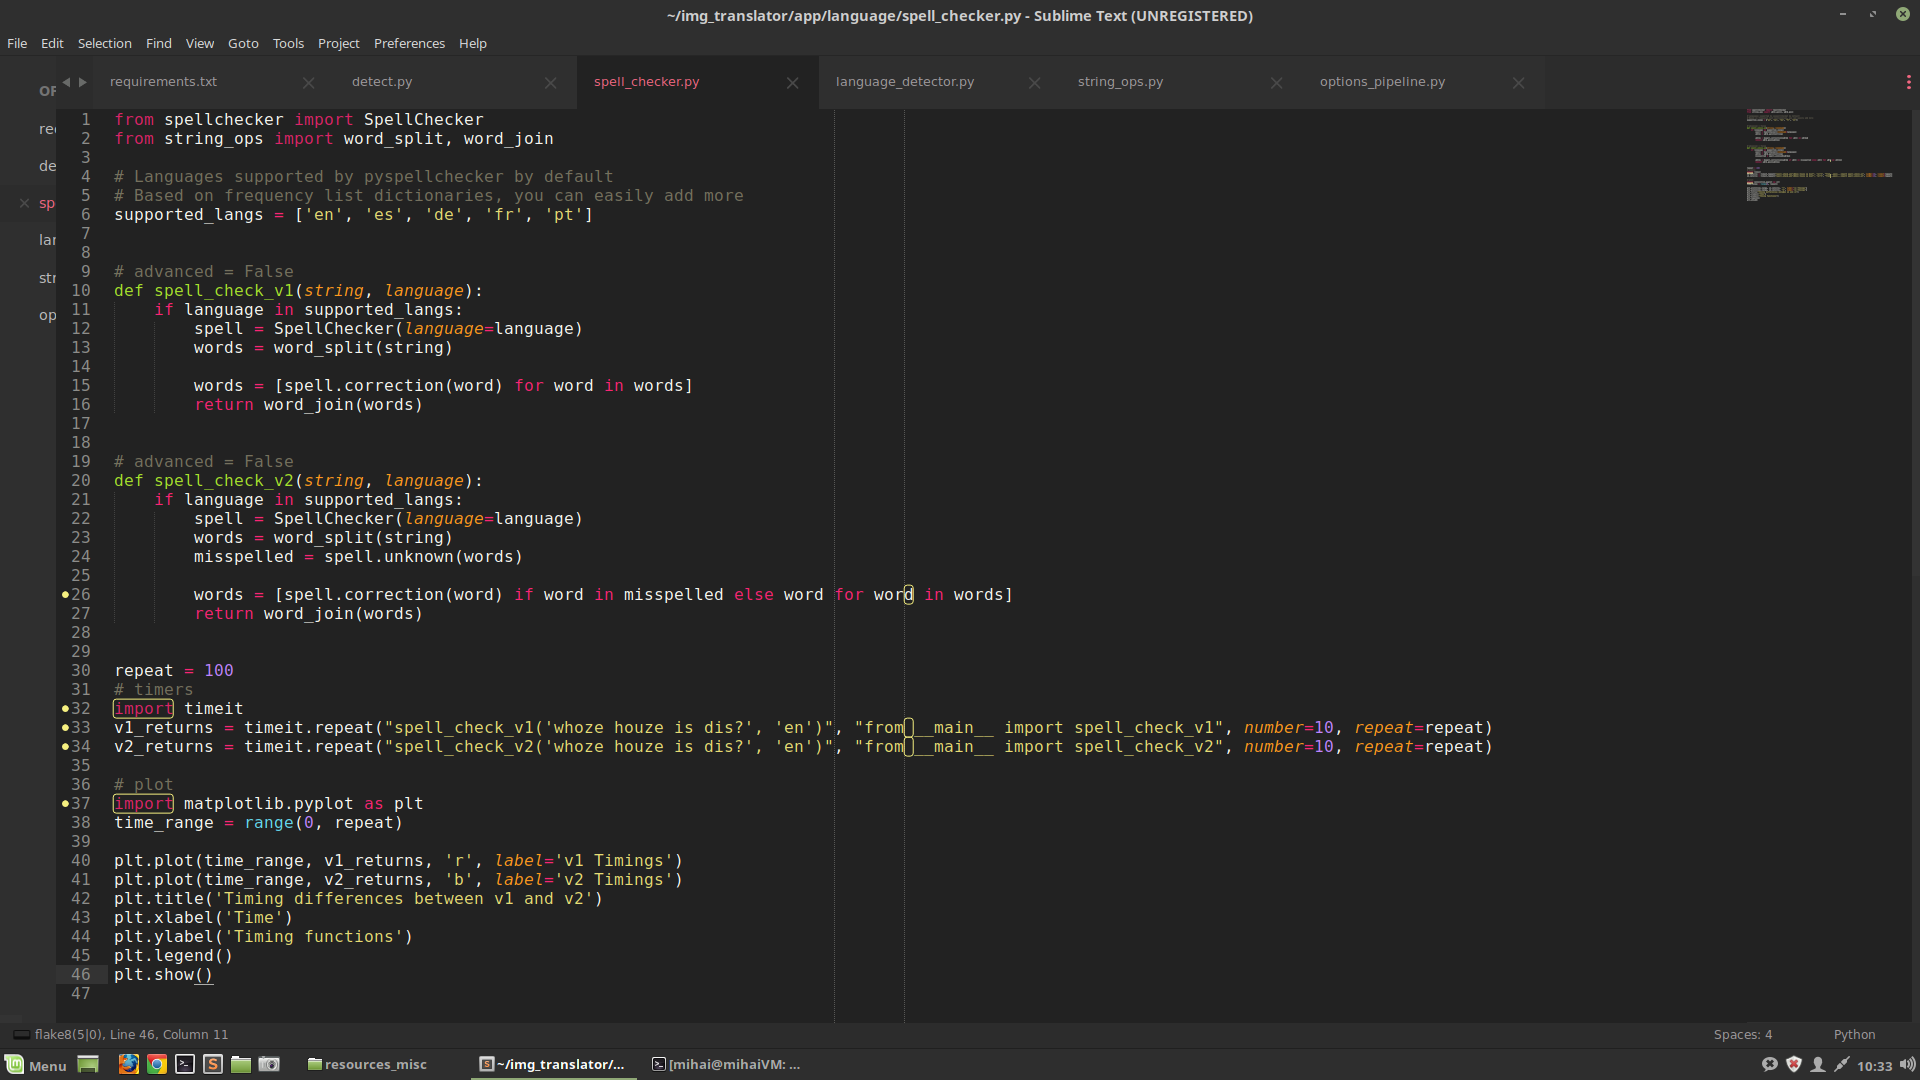 ~/img_translator/app/language/spell_checker.py - Sublime Text (UNREGISTERED)
File Edit Selection Find View Goto Tools Project Preferences Help
requirements.txt detect.py spell_checker.py language_detector.py string_ops.py options_pipeline.py
OF
re
de
sp
lan
str
op
1 from spellchecker import SpellChecker
2 from string_ops import word_split, word_join
3
4 # Languages supported by pyspellchecker by default
5 # Based on frequency list dictionaries, you can easily add more
6 supported_langs = ['en', 'es', 'de', 'fr', 'pt']
7
8
9 # advanced = False
10 def spell_check_v1(string, language):
11     if language in supported_langs:
12         spell = SpellChecker(language=language)
13         words = word_split(string)
14
15         words = [spell.correction(word) for word in words]
16         return word_join(words)
17
18
19 # advanced = False
20 def spell_check_v2(string, language):
21     if language in supported_langs:
22         spell = SpellChecker(language=language)
23         words = word_split(string)
24         misspelled = spell.unknown(words)
25
26         words = [spell.correction(word) if word in misspelled else word for word in words]
27         return word_join(words)
28
29
30 repeat = 100
31 # timers
32 import timeit
33 v1_returns = timeit.repeat("spell_check_v1('whoze houze is dis?', 'en')", "from __main__ import spell_check_v1", number=10, repeat=repeat)
34 v2_returns = timeit.repeat("spell_check_v2('whoze houze is dis?', 'en')", "from __main__ import spell_check_v2", number=10, repeat=repeat)
35
36 # plot
37 import matplotlib.pyplot as plt
38 time_range = range(0, repeat)
39
40 plt.plot(time_range, v1_returns, 'r', label='v1 Timings')
41 plt.plot(time_range, v2_returns, 'b', label='v2 Timings')
42 plt.title('Timing differences between v1 and v2')
43 plt.xlabel('Time')
44 plt.ylabel('Timing functions')
45 plt.legend()
46 plt.show()
47
flake8(5|0), Line 46, Column 11 Spaces: 4 Python
Menu resources_misc ~/img_translator/... [mihai@mihaiVM: ... 10:33